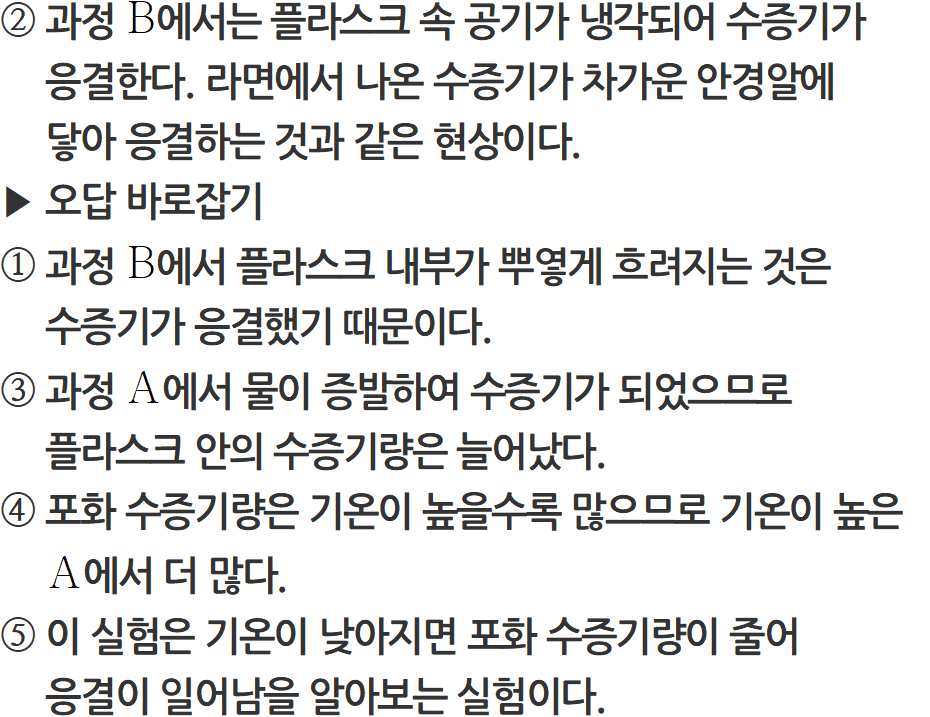 ② 과정 B에서는 플라스크 속 공기가 냉각되어 수증기가
응결한다. 라면에서 나온 수증기가 차가운 안경알에
닿아 응결하는 것과 같은 현상이다.
▶ 오답 바로잡기
① 과정 B에서 플라스크 내부가 뿌옇게 흐려지는 것은
수증기가 응결했기 때문이다.
③ 과정 A에서 물이 증발하여 수증기가 되었으므로
플라스크 안의 수증기량은 늘어났다.
④ 포화 수증기량은 기온이 높을수록 많으므로 기온이 높은
A에서 더 많다.
⑤ 이 실험은 기온이 낮아지면 포화 수증기량이 줄어
응결이 일어남을 알아보는 실험이다.